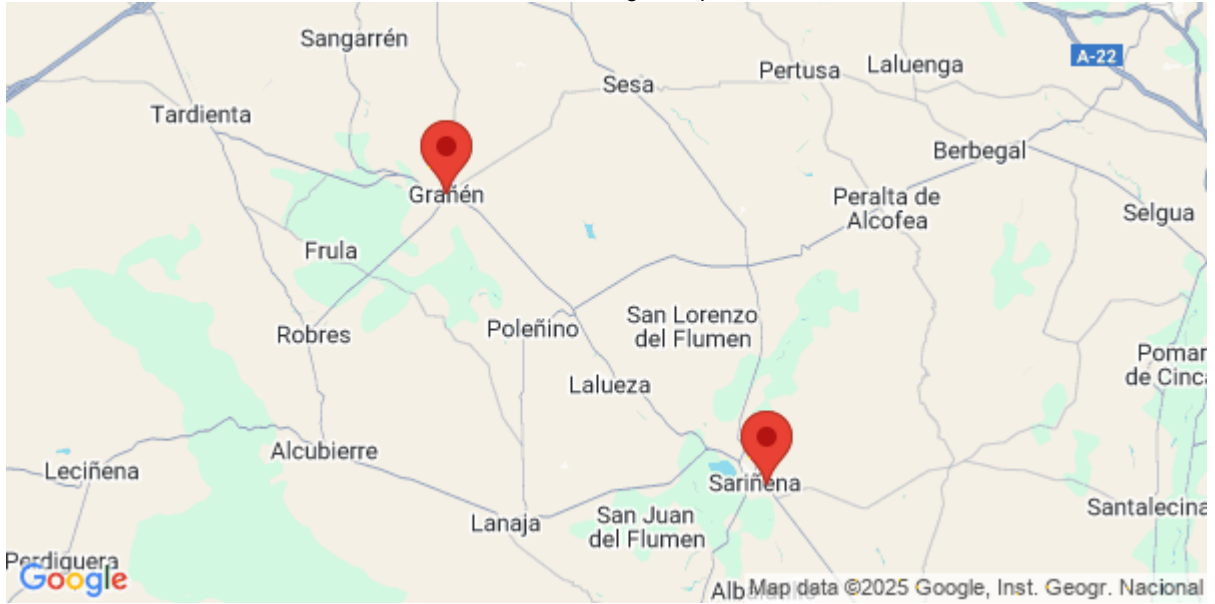 Sangarrén
A-22
Pertusa
Laluenga
Sesa
Tardienta
Berbegal
Grañén
Peralta de
Alcofea
Selgua
Frula
San Lorenzo
del Flumen
Poleñino
Robres
Pomar
de Cinca
Lalueza
Alcubierre
Leciñena
Sariñena
Santalecina
Lanaja
San Juan
del Flumen
Perdiguera
Google
Map data ©2025 Google, Inst. Geogr. Nacional